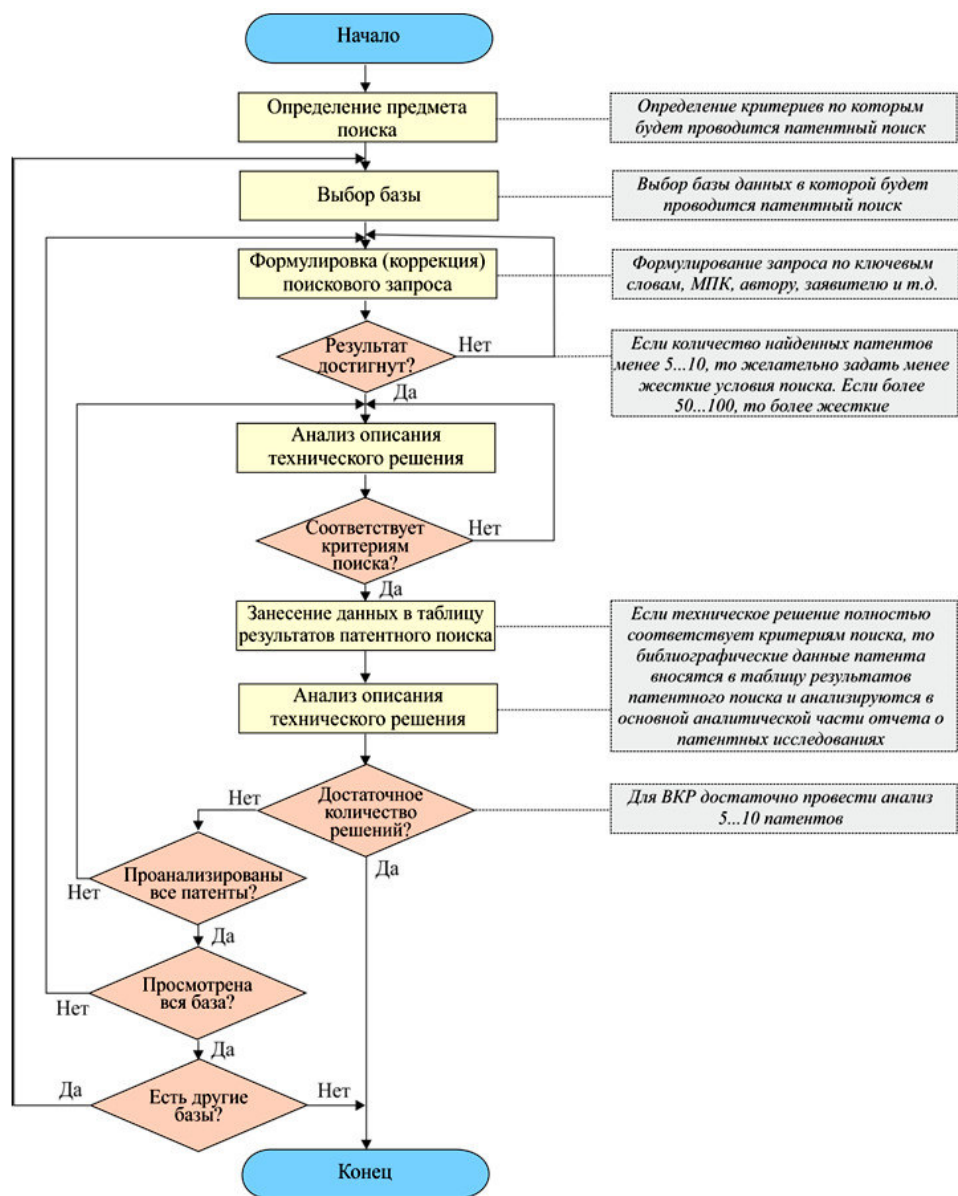 Начало
Определение предмета
поиска
Определение критериев по которым
будет проводится патентный поиск
Выбор базы
Выбор базы данных в которой будет
проводится патентный поиск
Формулировка (коррекция)
поискового запроса
Формулирование запроса по ключевым
словам, МПК, автору, заявителю и т.д.
Результат
достигнут?
Нет
Да
Если количество найденных патентов
менее 5...10, то желательно задать менее
жесткие условия поиска. Если более
50...100, то более жесткие
Анализ описания
технического решения
Соответствует
критериям
поиска?
Нет
Да
Занесение данных в таблицу
результатов патентного поиска
Если техническое решение полностью
соответствует критериям поиска, то
библиографические данные патента
вносятся в таблицу результатов
патентного поиска и анализируются в
основной аналитической части отчета о
патентных исследованиях
Анализ описания
технического решения
Достаточное
количество
решений?
Нет
Да
Для ВКР достаточно провести анализ
5...10 патентов
Проанализированы
все патенты?
Нет
Да
Просмотрена
вся база?
Нет
Да
Есть другие
базы?
Да
Нет
Конец